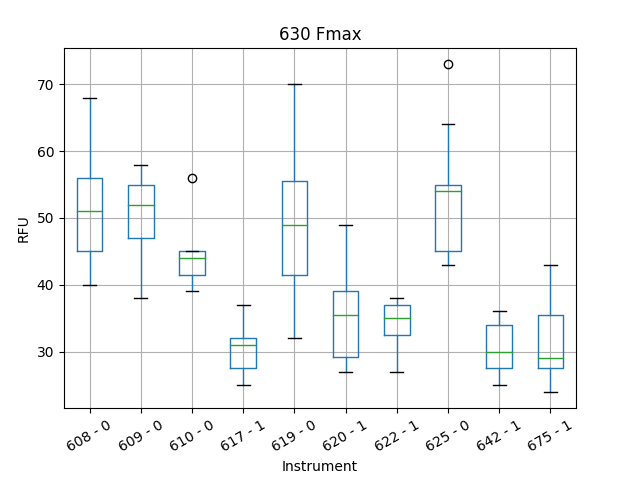 630 Fmax
70
60
50
40
30
RFU
608 - 0
609 - 0
610 - 0
617 - 1
619 - 0
620 - 1
622 - 1
625 - 0
642 - 1
675 - 1
Instrument